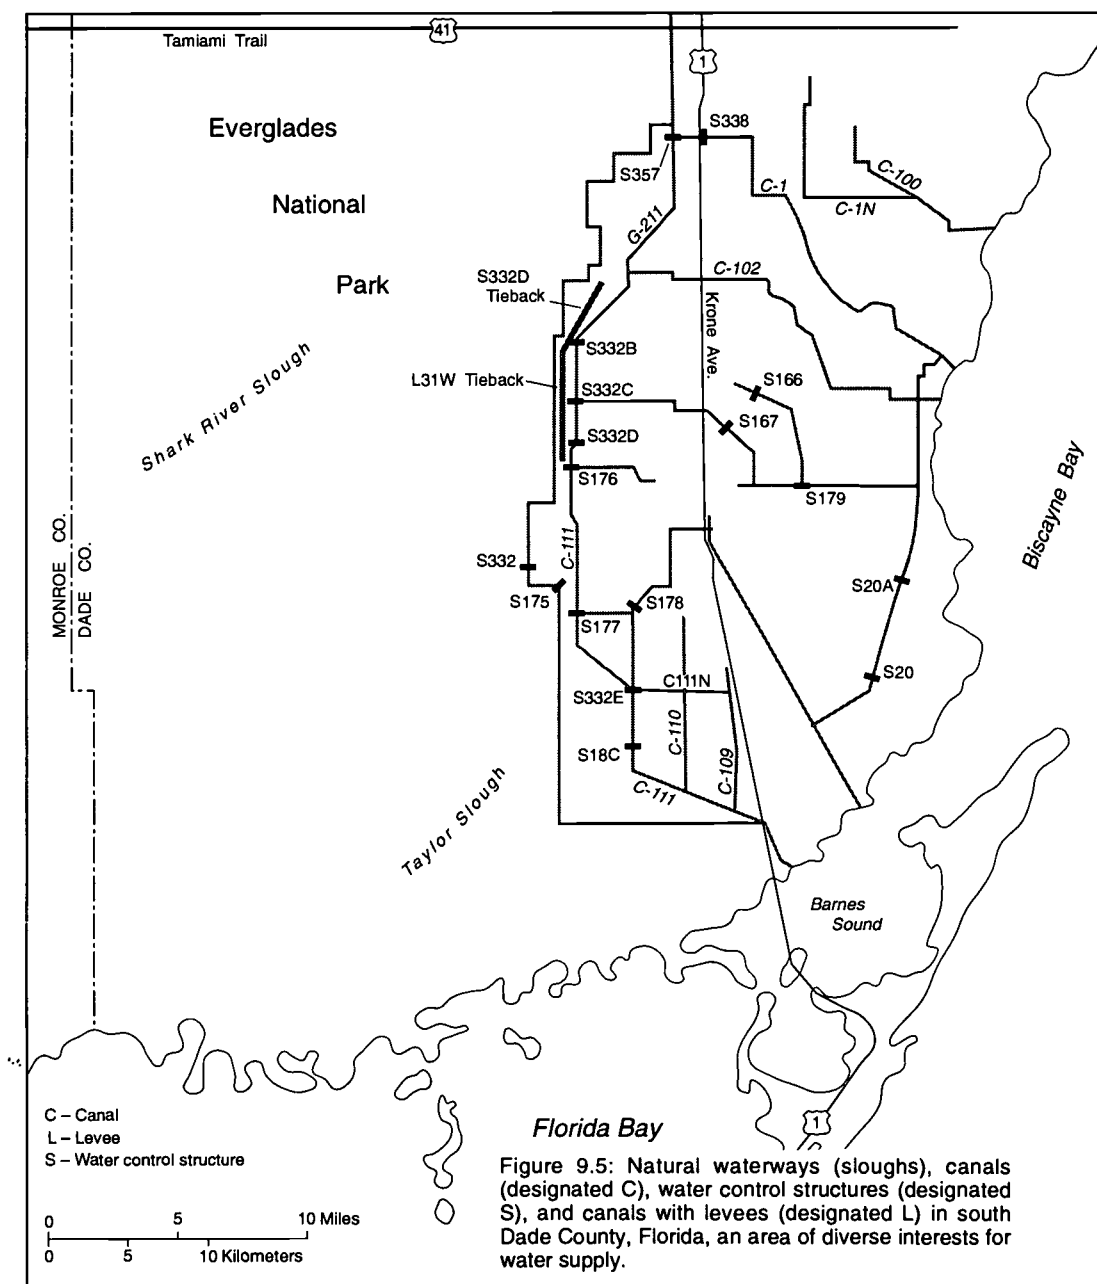 41
Tamiami Trail
1
Everglades
National
Park
S338
S357
C-1
C-100
C-1N
G-211
C-102
S332D
Tieback
Krone Ave.
S332B
L31W Tieback
S332C
S166
S167
S332D
S176
S179
Shark River Slough
Biscayne Bay
MONROE CO.
DADE CO.
C-111
S332
S175
S177
S178
S20A
S20
C111N
S332E
C-110
C-109
S18C
C-111
Taylor Slough
Barnes
Sound
1
Florida Bay
C – Canal
L – Levee
S – Water control structure
0 5 10 Miles
0 5 10 Kilometers
Figure 9.5: Natural waterways (sloughs), canals
(designated C), water control structures (designated
S), and canals with levees (designated L) in south
Dade County, Florida, an area of diverse interests for
water supply.